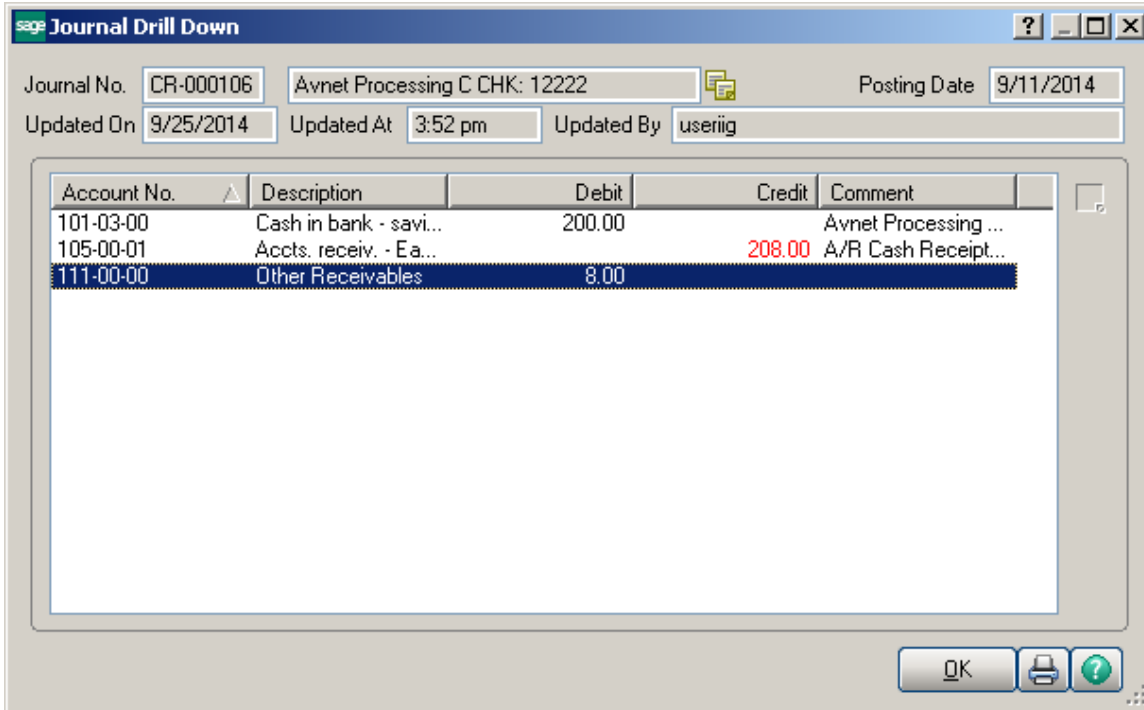 sage Journal Drill Down
Journal No. CR-000106 Avnet Processing C CHK: 12222 Posting Date 9/11/2014
Updated On 9/25/2014 Updated At 3:52 pm Updated By useriig
Account No. Description Debit Credit Comment
101-03-00 Cash in bank - savi... 200.00 Avnet Processing ...
105-00-01 Accts. receiv. - Ea... 208.00 A/R Cash Receipt...
111-00-00 Other Receivables 8.00
OK